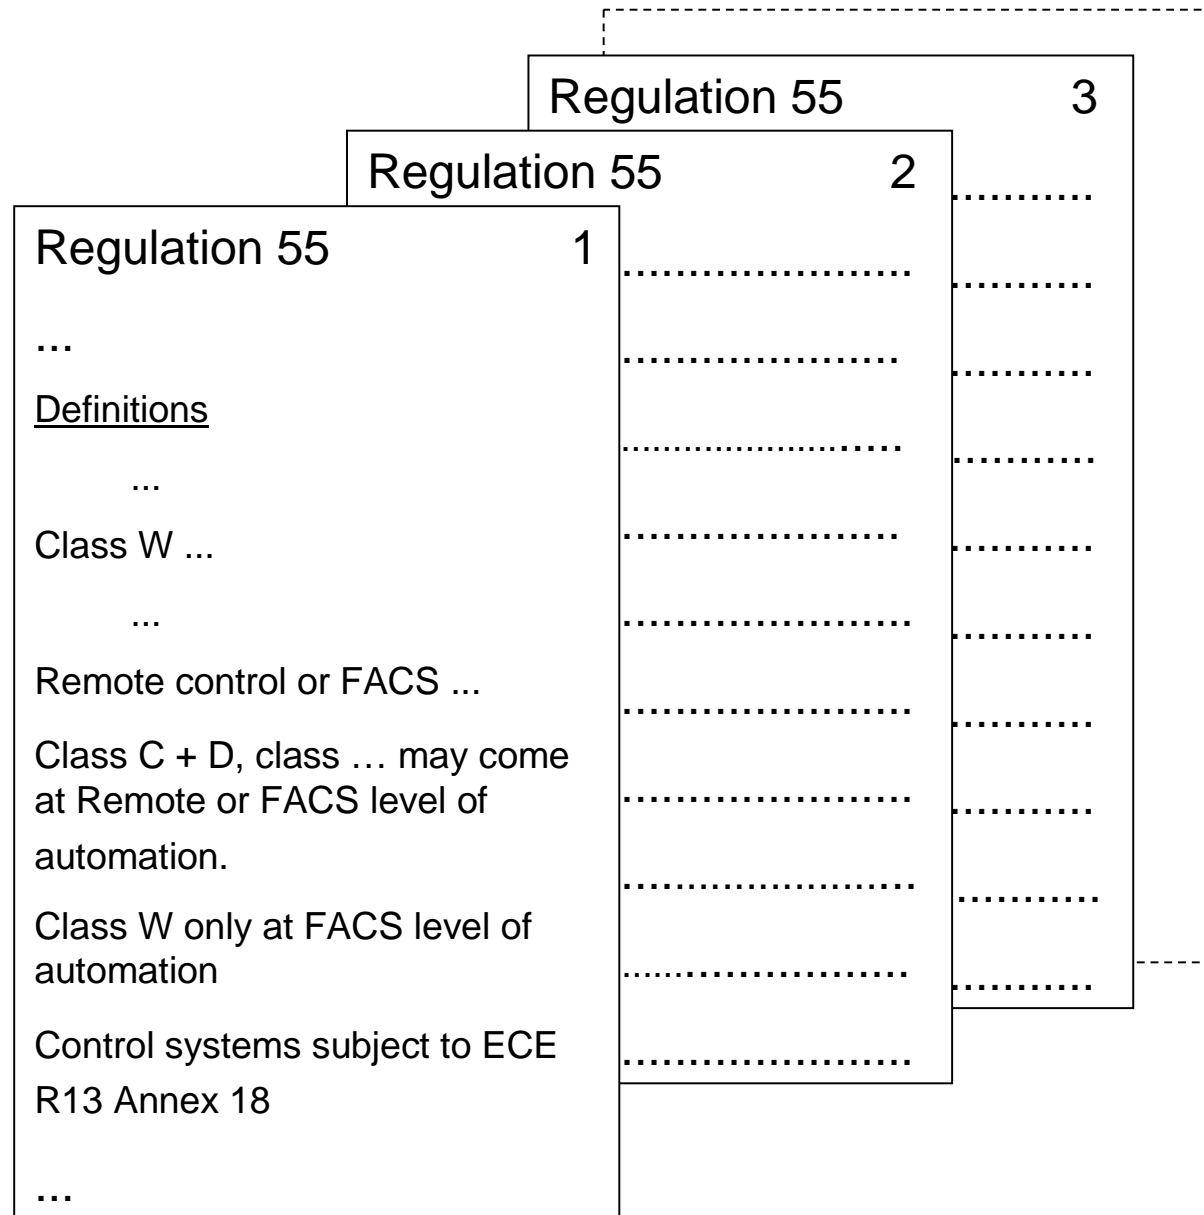 Regulation 55 3
Regulation 55 2
Regulation 55 1
...
Definitions
...
Class W ...
...
Remote control or FACS ...
Class C + D, class … may come
at Remote or FACS level of
automation.
Class W only at FACS level of
automation
Control systems subject to ECE
R13 Annex 18
...